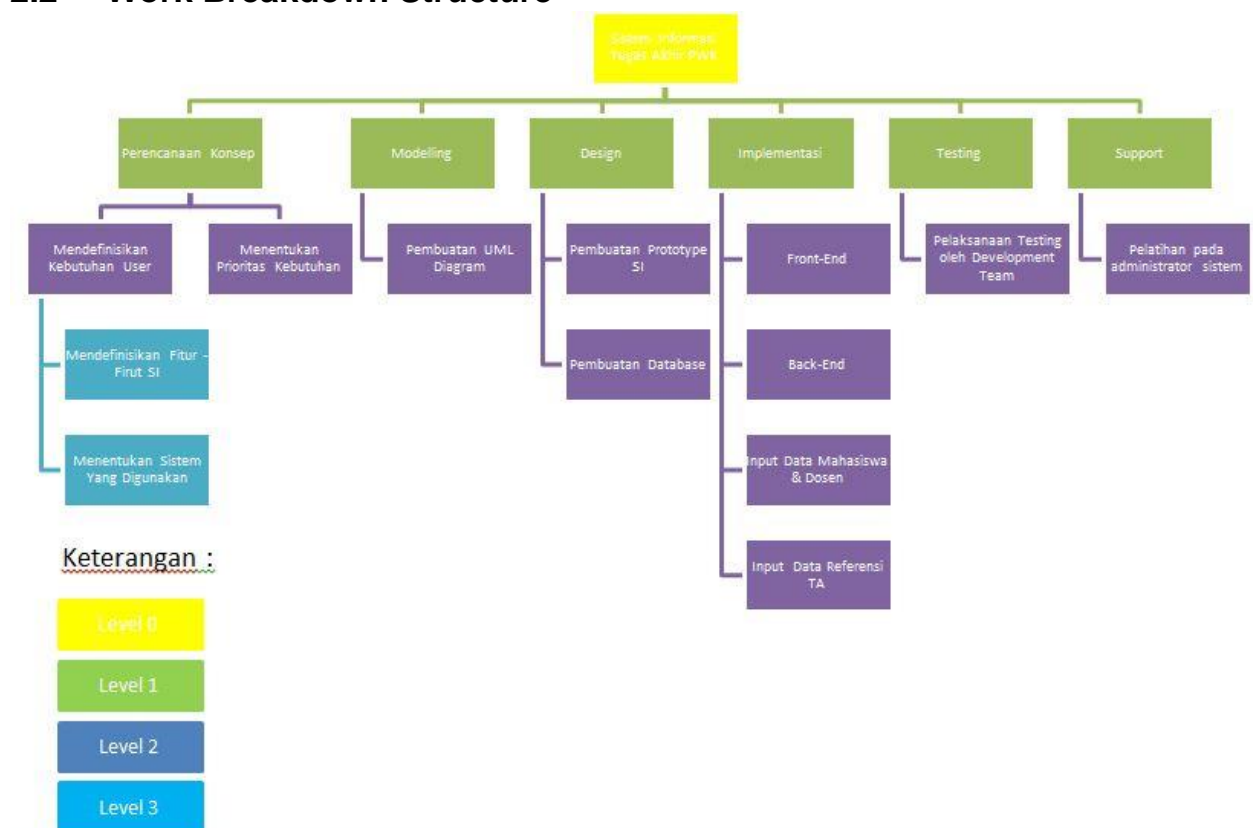 2.2 Work Breakdown Structure
Sistem Informasi
Tugas Akhir PWK
Perencanaan Konsep
Modelling
Design
Implementasi
Testing
Support
Mendefinisikan
Kebutuhan User
Menentukan
Prioritas Kebutuhan
Pembuatan UML
Diagram
Pembuatan Prototype
SI
Front-End
Pelaksanaan Testing
oleh Development
Team
Pelatihan pada
administrator sistem
Mendefinisikan Fitur -
Firut SI
Pembuatan Database
Back-End
Menentukan Sistem
Yang Digunakan
Input Data Mahasiswa
& Dosen
Input Data Referensi
TA
Keterangan :
Level 0
Level 1
Level 2
Level 3